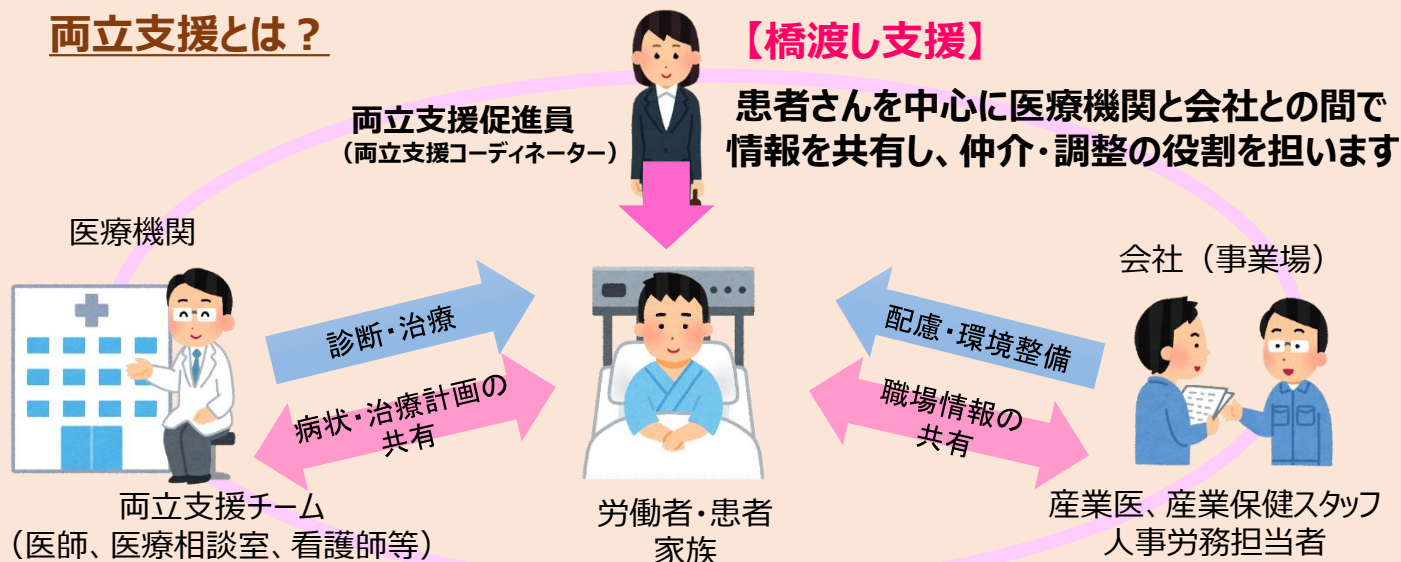 両立支援とは？
【橋渡し支援】
患者さんを中心に医療機関と会社との間で
情報を共有し、仲介・調整の役割を担います
両立支援促進員
（両立支援コーディネーター）
医療機関
会社（事業場）
診断・治療
配慮・環境整備
病状・治療計画の
共有
職場情報の
共有
両立支援チーム
（医師、医療相談室、看護師等）
労働者・患者
家族
産業医、産業保健スタッフ
人事労務担当者